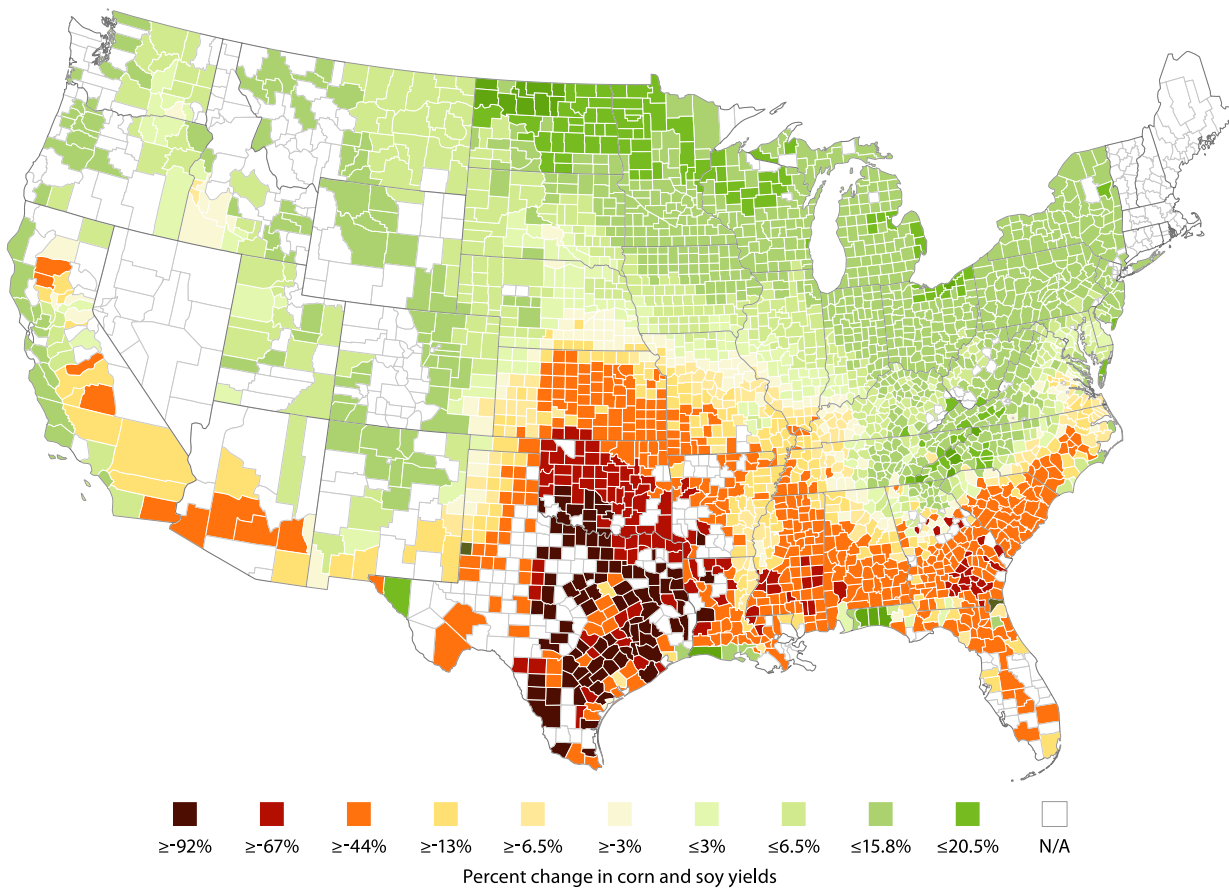 ≥-92% ≥-67% ≥-44% ≥-13% ≥-6.5% ≥-3% ≤3% ≤6.5% ≤15.8% ≤20.5% N/A
Percent change in corn and soy yields